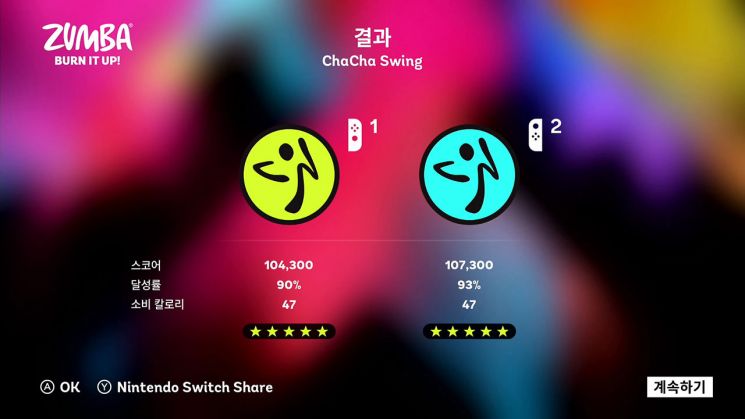 ZUMBA®
BURN IT UP!
결과
ChaCha Swing
1
2
스코어 104,300 107,300
달성률 90% 93%
소비 칼로리 47 47
A OK Y Nintendo Switch Share
계속하기